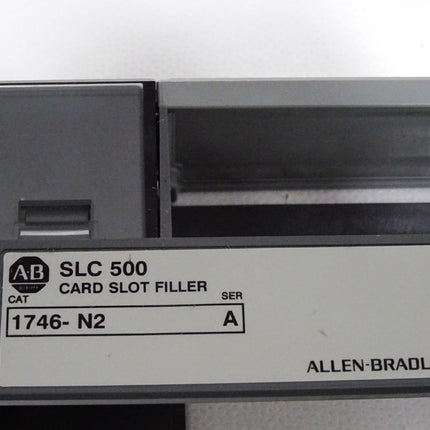 AB SLC 500
CARD SLOT FILLER
CAT SER
1746- N2 A
ALLEN-BRADL